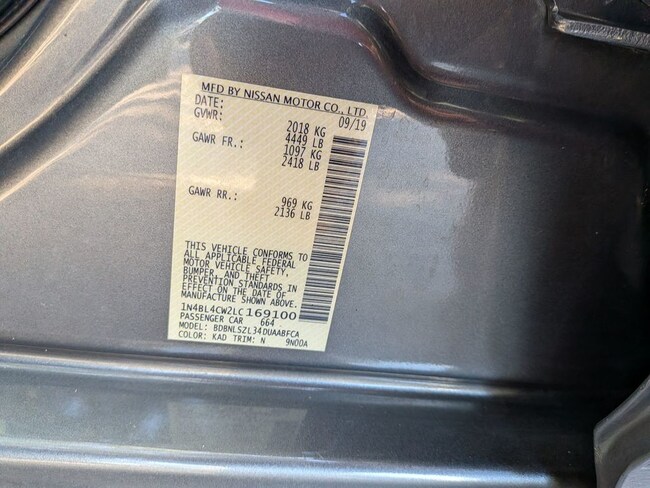 MFD BY NISSAN MOTOR CO., LTD.
DATE: 09/19
GVWR: 2018 KG
4449 LB
GAWR FR.: 1097 KG
2418 LB
GAWR RR.: 969 KG
2136 LB
THIS VEHICLE CONFORMS TO
ALL APPLICABLE FEDERAL
MOTOR VEHICLE SAFETY,
BUMPER, AND THEFT
PREVENTION STANDARDS IN
EFFECT ON THE DATE OF
MANUFACTURE SHOWN ABOVE.
1N4BL4CW2LC169100
PASSENGER CAR 664
MODEL: BDBNLSZL34DUAABFCA
COLOR: KAD TRIM: N 9N00A